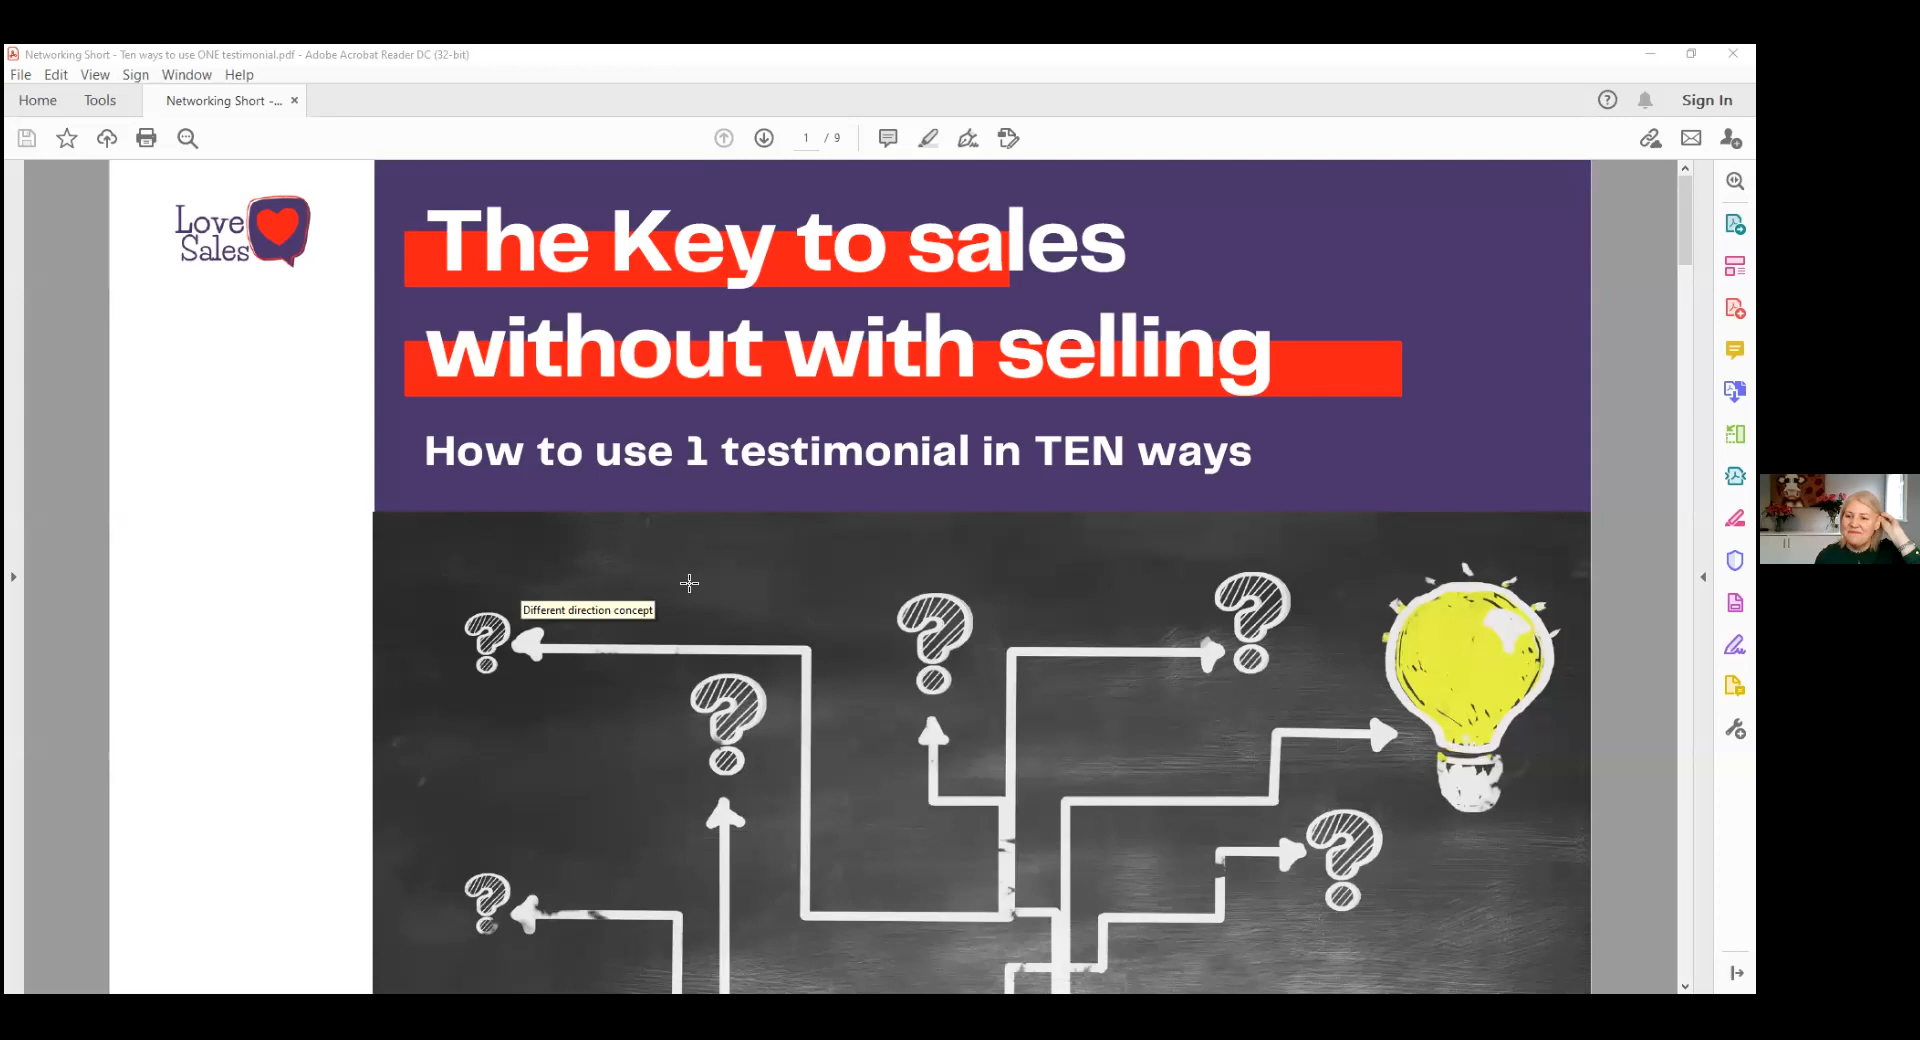 Networking Short - Ten ways to use ONE testimonial.pdf - Adobe Acrobat Reader DC (32-bit)
File Edit View Sign Window Help
Home Tools Networking Short -... ×
Sign In
1 / 9
Love
Sales
The Key to sales
without with selling
How to use 1 testimonial in TEN ways
Different direction concept
? ? ?
?
?
?